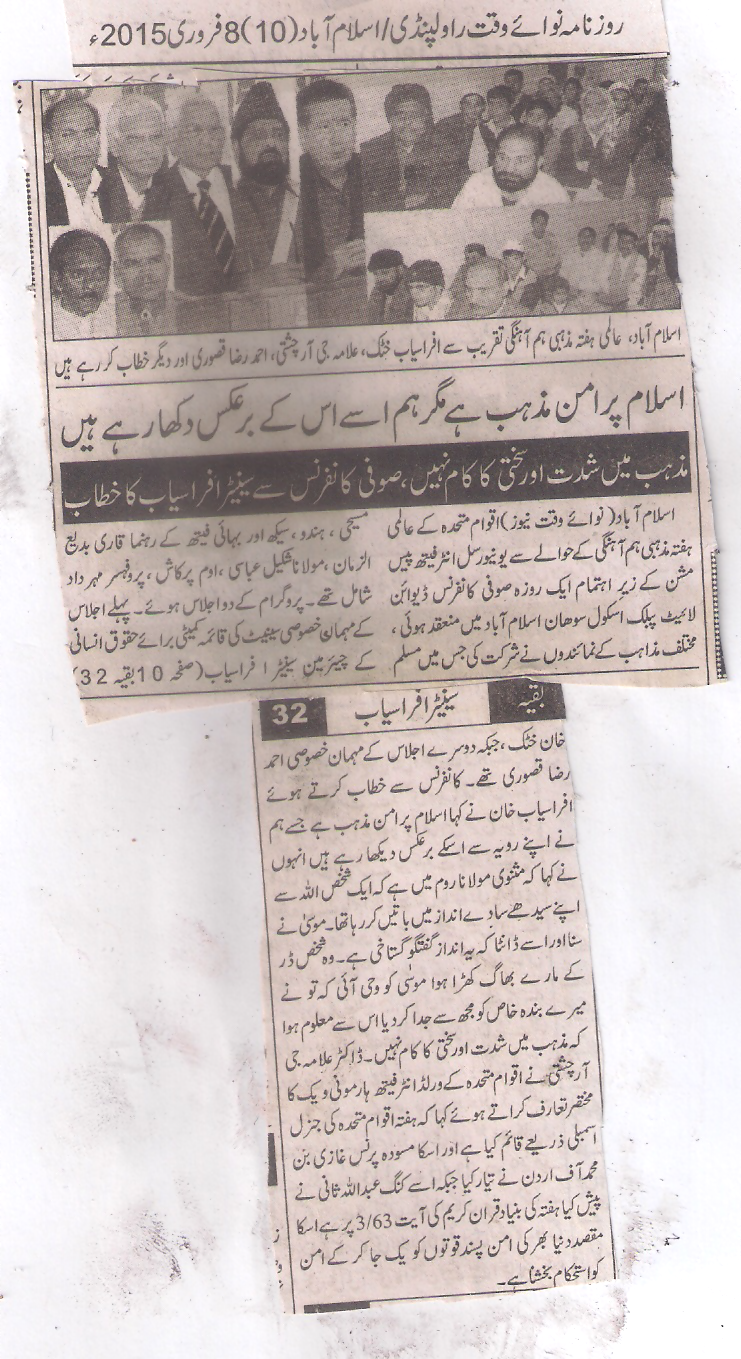 روزنامہ نوائے وقت راولپنڈی/اسلام آباد (10) 8 فروری 2015ء
اسلام آباد، عالمی ہفتہ مذہبی ہم آہنگی تقریب سے افراسیاب خٹک، علامہ جی آر چشتی، احمد رضا قصوری اور دیگر خطاب کر رہے ہیں
اسلام پرامن مذہب ہے مگر ہم اسے اس کے برعکس دکھا رہے ہیں
مذہب میں شدت اور سختی کا کام نہیں، صوفی کانفرنس سے سینیٹر افراسیاب کا خطاب
اسلام آباد (نوائے وقت نیوز) اقوام متحدہ کے عالمی
ہفتہ مذہبی ہم آہنگی کے حوالے سے یونیورسل انٹر فیتھ پیس
مشن کے زیر اہتمام ایک روزہ صوفی کانفرنس ڈیوائن
لائیٹ پبلک اسکول سوھان اسلام آباد میں منعقد ہوئی،
مختلف مذاہب کے نمائندوں نے شرکت کی جس میں مسلم
مسیحی، ہندو، سیکھ اور بہائی فیتھ کے رہنما قاری بدیع
الزمان، مولانا شکیل عباسی، اوم پرکاش، پروفیسر مہرداد
شامل تھے۔ پروگرام کے دو اجلاس ہوئے۔ پہلے اجلاس
کے مہمان خصوصی سینیٹ کی قائمہ کمیٹی برائے حقوق انسانی
کے چیئرمین سینیٹر افراسیاب (صفحہ 10 بقیہ 32)
بقیہ سینیٹر افراسیاب 32
خان خٹک، جبکہ دوسرے اجلاس کے مہمان خصوصی احمد
رضا قصوری تھے۔ کانفرنس سے خطاب کرتے ہوئے
افراسیاب خان نے کہا اسلام پرامن مذہب ہے جسے ہم
نے اپنے رویہ سے اسکے برعکس دیکھا رہے ہیں انہوں
نے کہا کہ مثنوی مولانا روم میں ہے کہ ایک شخص اللہ سے
اپنے سیدھے سادے انداز میں باتیں کر رہا تھا۔ موسیٰ نے
سنا اور اسے ڈانٹا کہ یہ انداز گفتگو گستاخی ہے۔ وہ شخص ڈر
کے مارے بھاگ کھڑا ہوا موسیٰ کو وحی آئی کہ تو نے
میرے بندہ خاص کو مجھ سے جدا کر دیا اس سے معلوم ہوا
کہ مذہب میں شدت اور سختی کا کام نہیں۔ ڈاکٹر علامہ جی
آر چشتی نے اقوام متحدہ کے ورلڈ انٹر فیتھ ہارمونی ویک کا
مختصر تعارف کراتے ہوئے کہا کہ ہفتہ اقوام متحدہ کی جنرل
اسمبلی ذریعے قائم کیا ہے اور اسکا مسودہ پرنس غازی بن
محمد آف اردن نے تیار کیا جبکہ اسے کنگ عبداللہ ثانی نے
پیش کیا ہفتہ کی بنیاد قران کریم کی آیت 3/63 پر ہے اسکا
مقصد دنیا بھر کی امن پسند قوتوں کو یک جا کر کے امن
کو استحکام بخشنا ہے۔